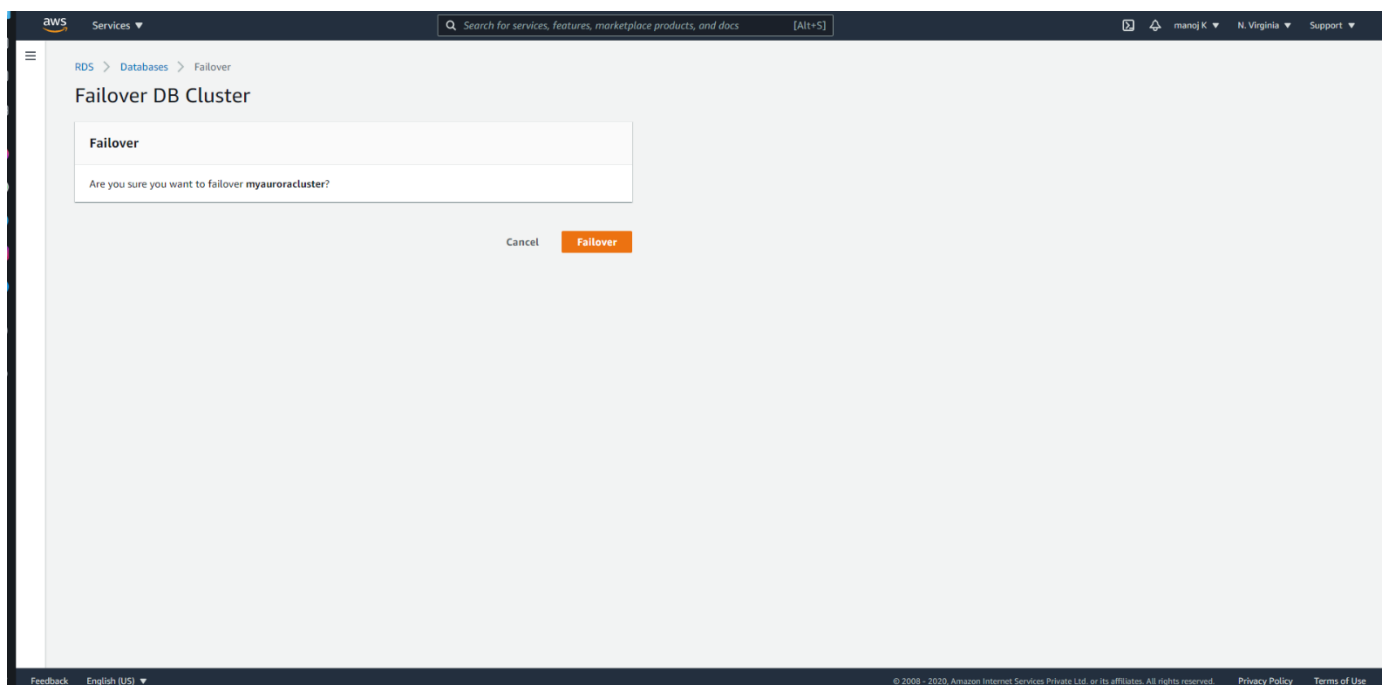 aws Services ▼ Search for services, features, marketplace products, and docs [Alt+S] manoj K ▼ N. Virginia ▼ Support ▼
RDS > Databases > Failover
Failover DB Cluster
Failover
Are you sure you want to failover myauroracluster?
Cancel Failover
Feedback English (US) ▼ © 2008 - 2020, Amazon Internet Services Private Ltd. or its affiliates. All rights reserved. Privacy Policy Terms of Use